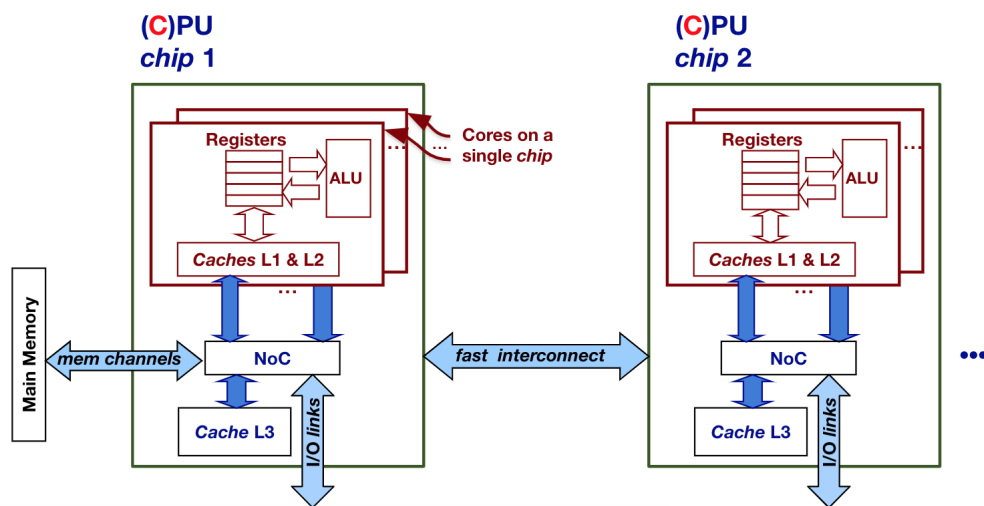 (C)PU
chip 1
(C)PU
chip 2
Cores on a
single chip
...
...
Registers
ALU
Caches L1 & L2
...
Registers
ALU
...
Caches L1 & L2
...
Main Memory
mem channels
NoC
fast interconnect
NoC
...
Cache L3
I/O links
Cache L3
I/O links